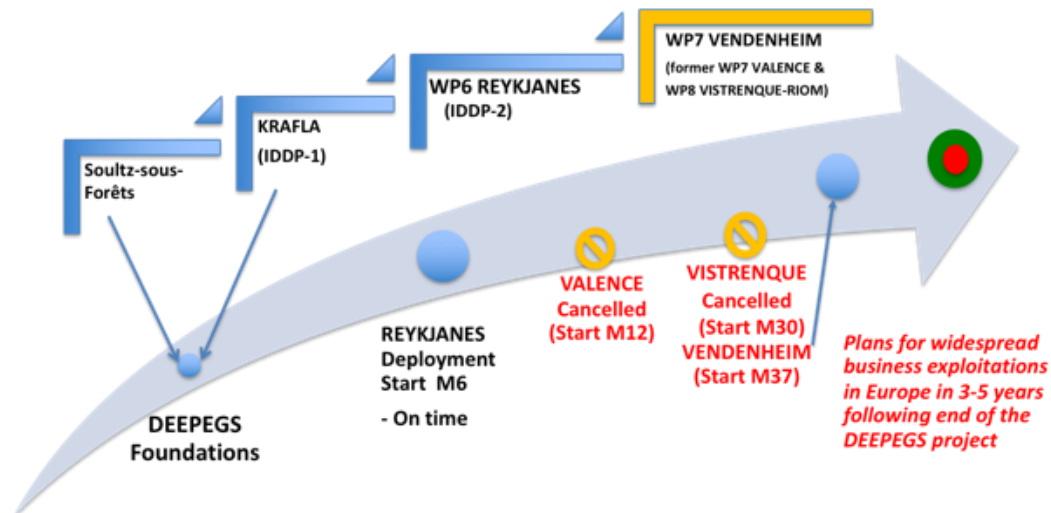 WP7 VENDENHEIM
(former WP7 VALENCE &
WP8 VISTRENQUE-RIOM)
WP6 REYKJANES
(IDDP-2)
KRAFLA
(IDDP-1)
Soultz-sous-
Forêts
DEEPEGS
Foundations
REYKJANES
Deployment
Start M6
- On time
VALENCE
Cancelled
(Start M12)
VISTRENQUE
Cancelled
(Start M30)
VENDENHEIM
(Start M37)
Plans for widespread
business exploitations
in Europe in 3-5 years
following end of the
DEEPEGS project